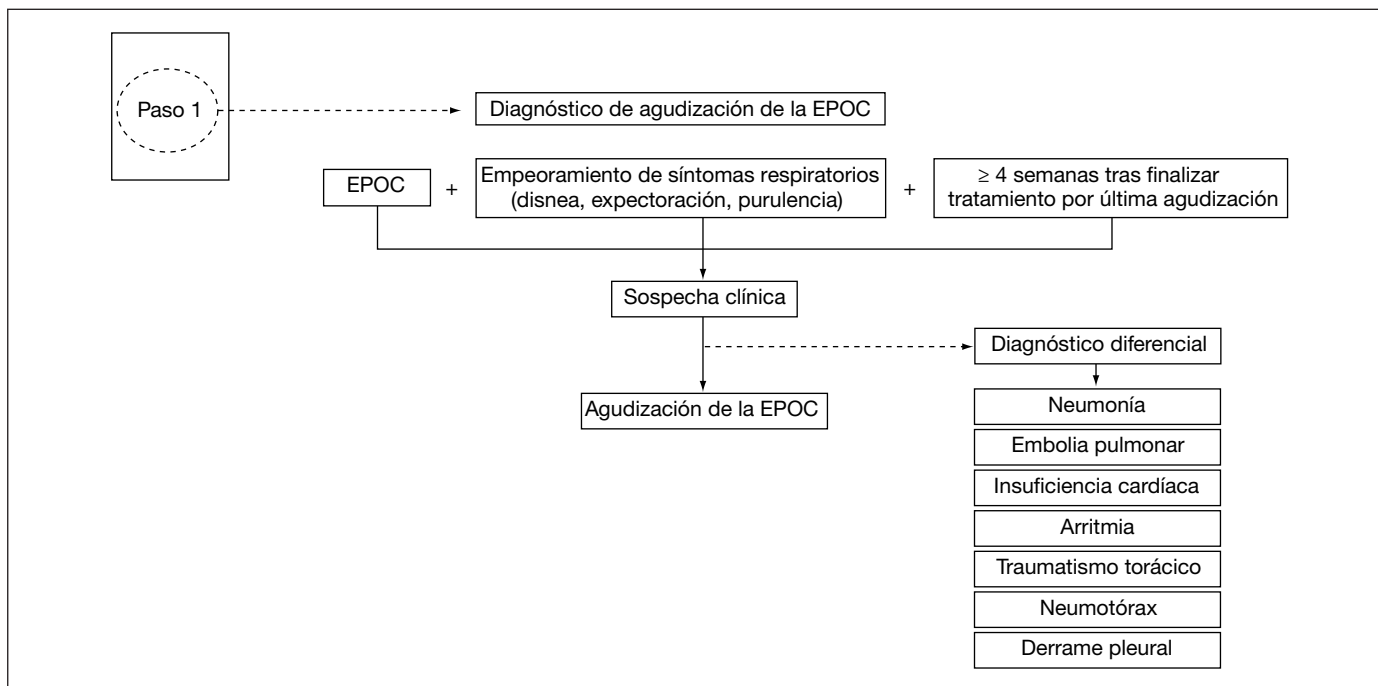 Paso 1
Diagnóstico de agudización de la EPOC
EPOC
+
Empeoramiento de síntomas respiratorios
(disnea, expectoración, purulencia)
+
≥ 4 semanas tras finalizar
tratamiento por última agudización
Sospecha clínica
Diagnóstico diferencial
Agudización de la EPOC
Neumonía
Embolia pulmonar
Insuficiencia cardíaca
Arritmia
Traumatismo torácico
Neumotórax
Derrame pleural